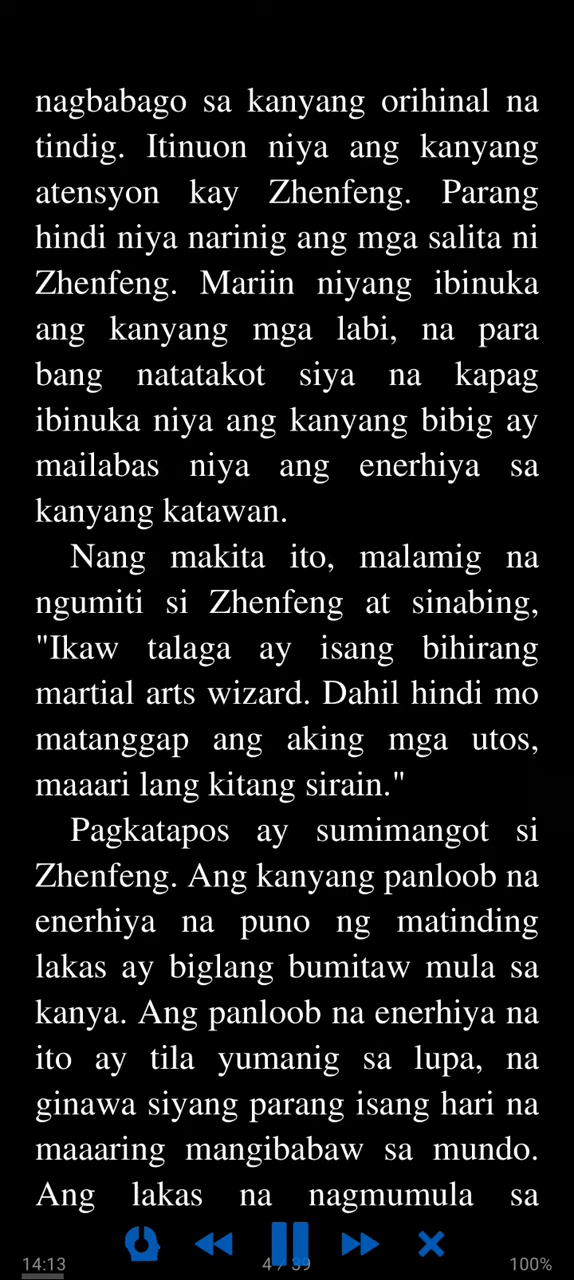 nagbabago sa kanyang orihinal na
tindig. Itinuon niya ang kanyang
atensyon kay Zhenfeng. Parang
hindi niya narinig ang mga salita ni
Zhenfeng. Mariin niyang ibinuka
ang kanyang mga labi, na para
bang natatakot siya na kapag
ibinuka niya ang kanyang bibig ay
mailabas niya ang enerhiya sa
kanyang katawan.
Nang makita ito, malamig na
ngumiti si Zhenfeng at sinabing,
"Ikaw talaga ay isang bihirang
martial arts wizard. Dahil hindi mo
matanggap ang aking mga utos,
maaari lang kitang sirain."
Pagkatapos ay sumimangot si
Zhenfeng. Ang kanyang panloob na
enerhiya na puno ng matinding
lakas ay biglang bumitaw mula sa
kanya. Ang panloob na enerhiya na
ito ay tila yumanig sa lupa, na
ginawa siyang parang isang hari na
maaaring mangibabaw sa mundo.
Ang lakas na nagmumula sa
14:13 4 / 39 100%